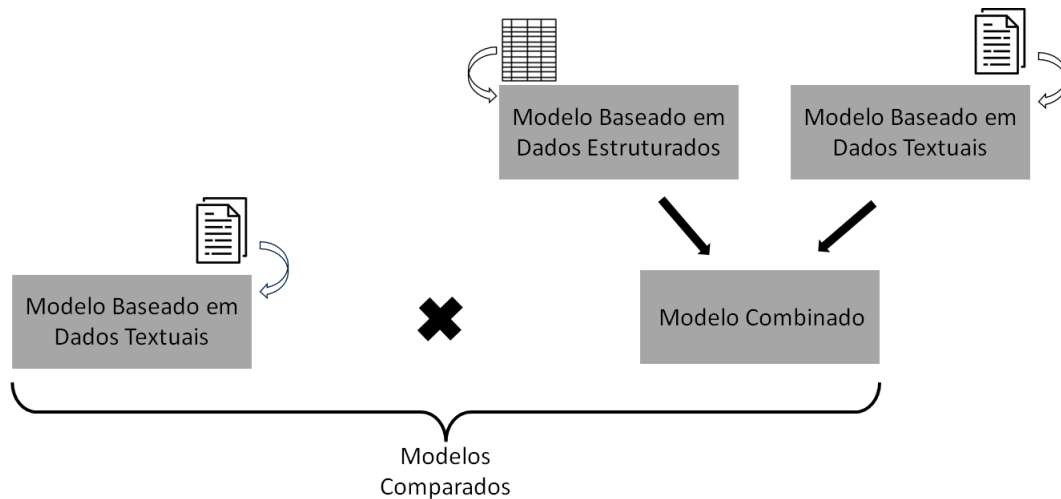 Modelo Baseado em
Dados Estruturados
Modelo Baseado em
Dados Textuais
Modelo Baseado em
Dados Textuais
Modelo Combinado
Modelos
Comparados